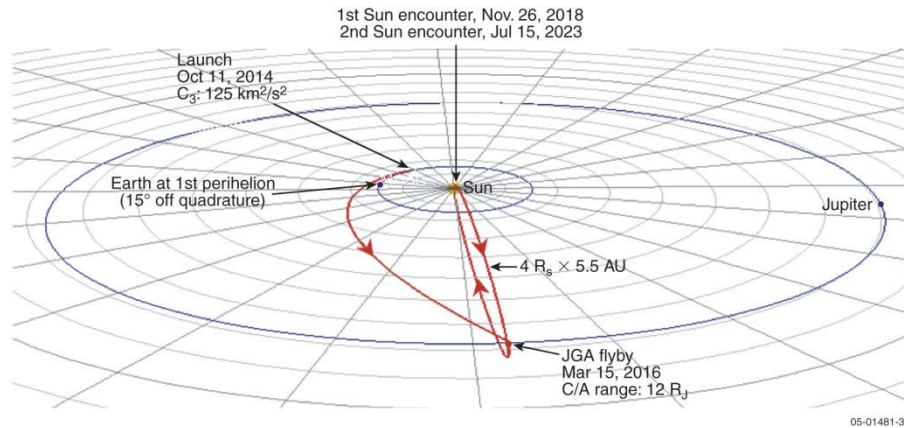 1st Sun encounter, Nov. 26, 2018
2nd Sun encounter, Jul 15, 2023
Launch
Oct 11, 2014
C₃: 125 km²/s²
Earth at 1st perihelion
(15° off quadrature)
Sun
Jupiter
4 Rₛ × 5.5 AU
JGA flyby
Mar 15, 2016
C/A range: 12 R_J
05-01481-3